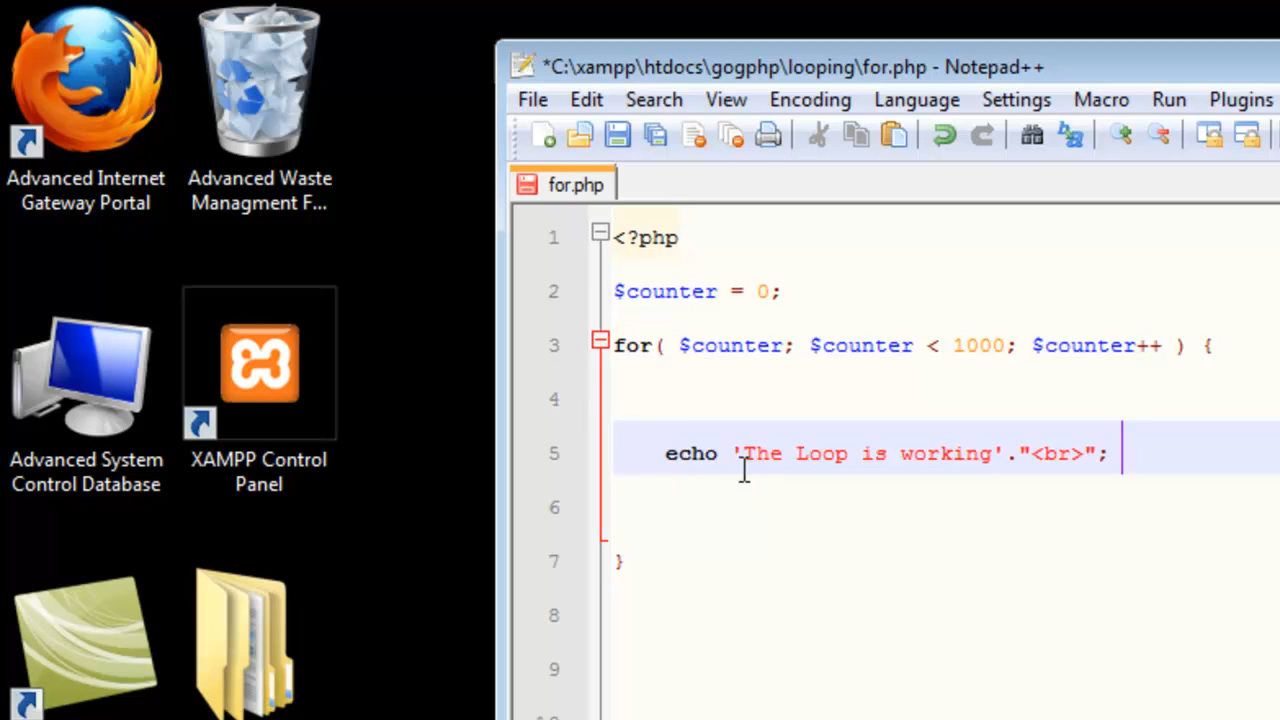 Advanced Internet
Gateway Portal
Advanced Waste
Managment F...
Advanced System
Control Database
XAMPP Control
Panel
*C:\xampp\htdocs\gogphp\looping\for.php - Notepad++
File Edit Search View Encoding Language Settings Macro Run Plugins
for.php
1 <?php
2 $counter = 0;
3 for( $counter; $counter < 1000; $counter++ ) {
4
5 echo 'The Loop is working'."<br>";
6
7 }
8
9